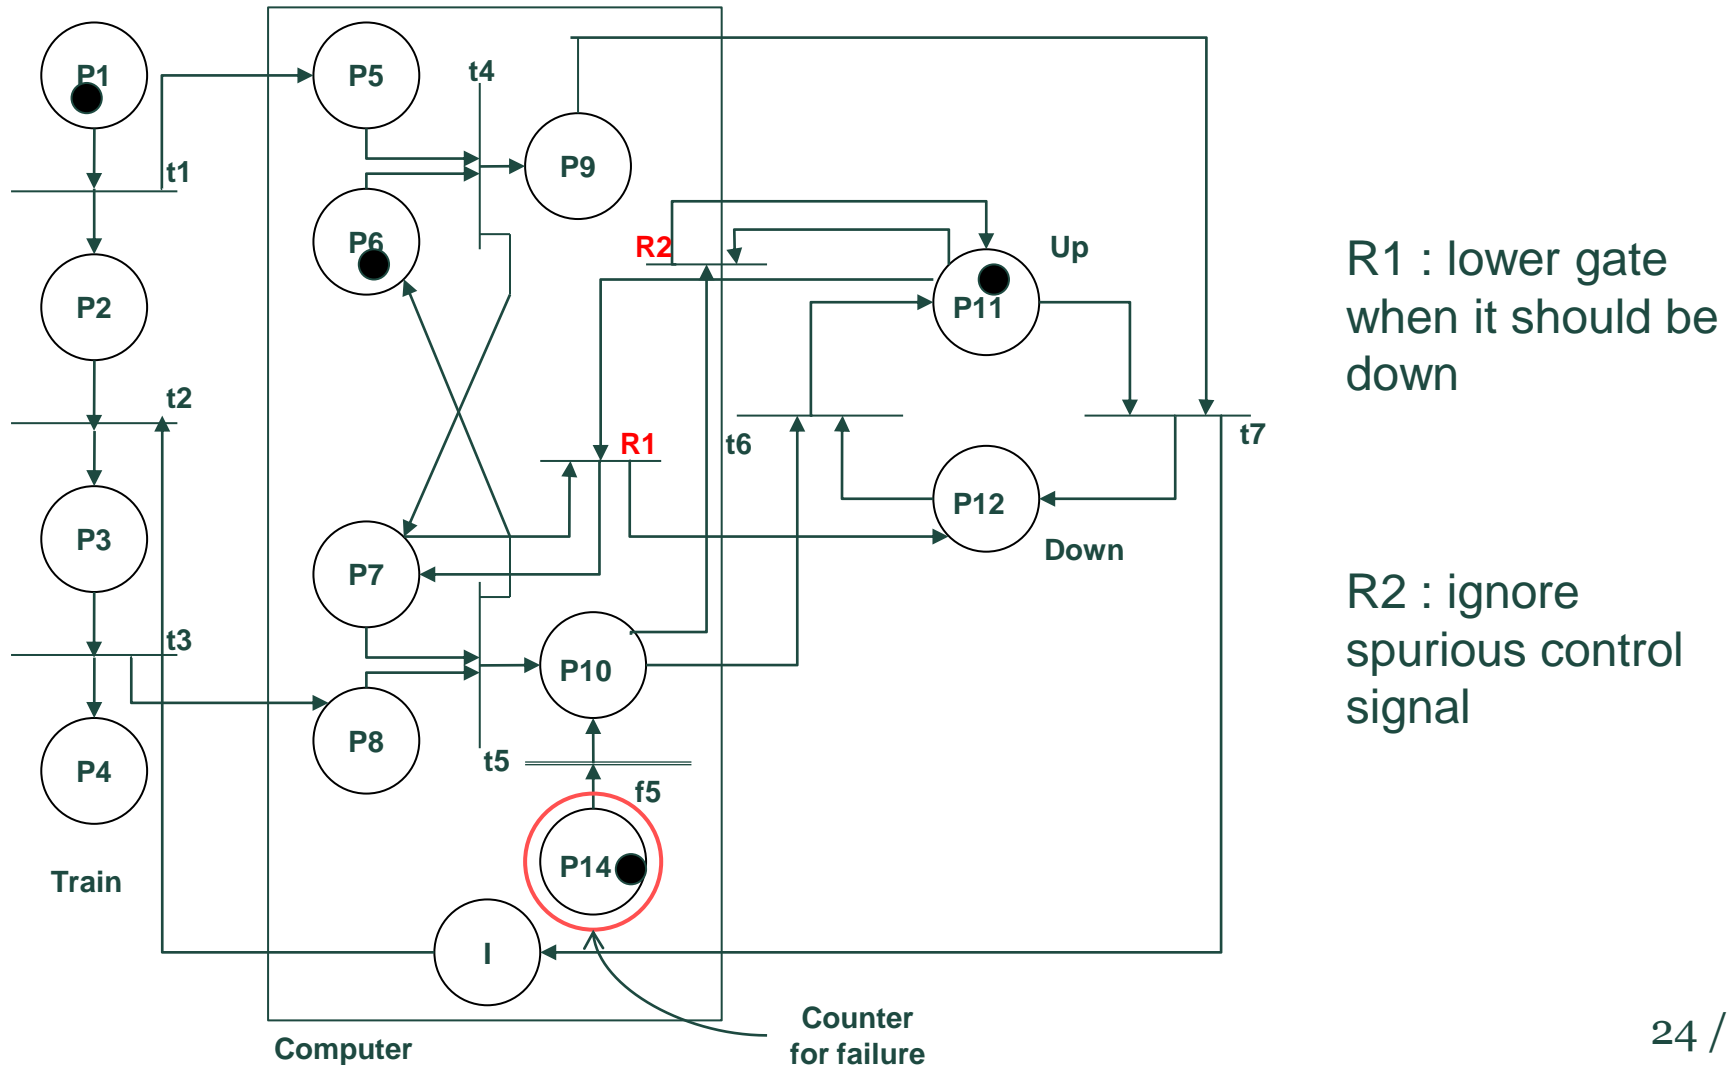 P1
t1
P2
t2
P3
t3
P4
Train
P5
t4
P9
P6
R2
Up
P11
R1
t6
t7
P12
Down
P7
P10
P8
t5
f5
P14
I
Computer
Counter
for failure
R1 : lower gate
when it should be
down
R2 : ignore
spurious control
signal
24 /